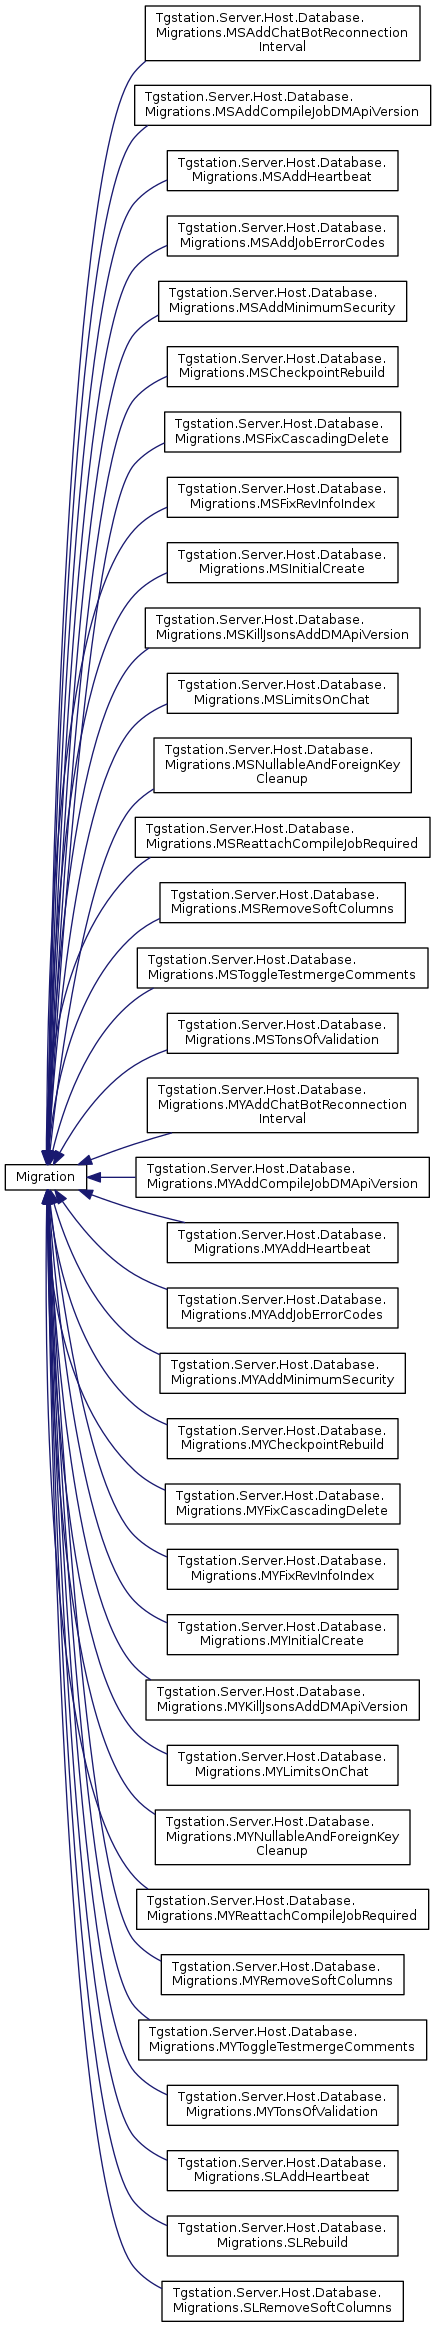 Tgstation.Server.Host.Database.
Migrations.MSAddChatBotReconnection
Interval
Tgstation.Server.Host.Database.
Migrations.MSAddCompileJobDMApiVersion
Tgstation.Server.Host.Database.
Migrations.MSAddHeartbeat
Tgstation.Server.Host.Database.
Migrations.MSAddJobErrorCodes
Tgstation.Server.Host.Database.
Migrations.MSAddMinimumSecurity
Tgstation.Server.Host.Database.
Migrations.MSCheckpointRebuild
Tgstation.Server.Host.Database.
Migrations.MSFixCascadingDelete
Tgstation.Server.Host.Database.
Migrations.MSFixRevInfoIndex
Tgstation.Server.Host.Database.
Migrations.MSInitialCreate
Tgstation.Server.Host.Database.
Migrations.MSKillJsonsAddDMApiVersion
Tgstation.Server.Host.Database.
Migrations.MSLimitsOnChat
Tgstation.Server.Host.Database.
Migrations.MSNullableAndForeignKey
Cleanup
Tgstation.Server.Host.Database.
Migrations.MSReattachCompileJobRequired
Tgstation.Server.Host.Database.
Migrations.MSRemoveSoftColumns
Tgstation.Server.Host.Database.
Migrations.MSToggleTestmergeComments
Tgstation.Server.Host.Database.
Migrations.MSTonsOfValidation
Tgstation.Server.Host.Database.
Migrations.MYAddChatBotReconnection
Interval
Migration
Tgstation.Server.Host.Database.
Migrations.MYAddCompileJobDMApiVersion
Tgstation.Server.Host.Database.
Migrations.MYAddHeartbeat
Tgstation.Server.Host.Database.
Migrations.MYAddJobErrorCodes
Tgstation.Server.Host.Database.
Migrations.MYAddMinimumSecurity
Tgstation.Server.Host.Database.
Migrations.MYCheckpointRebuild
Tgstation.Server.Host.Database.
Migrations.MYFixCascadingDelete
Tgstation.Server.Host.Database.
Migrations.MYFixRevInfoIndex
Tgstation.Server.Host.Database.
Migrations.MYInitialCreate
Tgstation.Server.Host.Database.
Migrations.MYKillJsonsAddDMApiVersion
Tgstation.Server.Host.Database.
Migrations.MYLimitsOnChat
Tgstation.Server.Host.Database.
Migrations.MYNullableAndForeignKey
Cleanup
Tgstation.Server.Host.Database.
Migrations.MYReattachCompileJobRequired
Tgstation.Server.Host.Database.
Migrations.MYRemoveSoftColumns
Tgstation.Server.Host.Database.
Migrations.MYToggleTestmergeComments
Tgstation.Server.Host.Database.
Migrations.MYTonsOfValidation
Tgstation.Server.Host.Database.
Migrations.SLAddHeartbeat
Tgstation.Server.Host.Database.
Migrations.SLRebuild
Tgstation.Server.Host.Database.
Migrations.SLRemoveSoftColumns